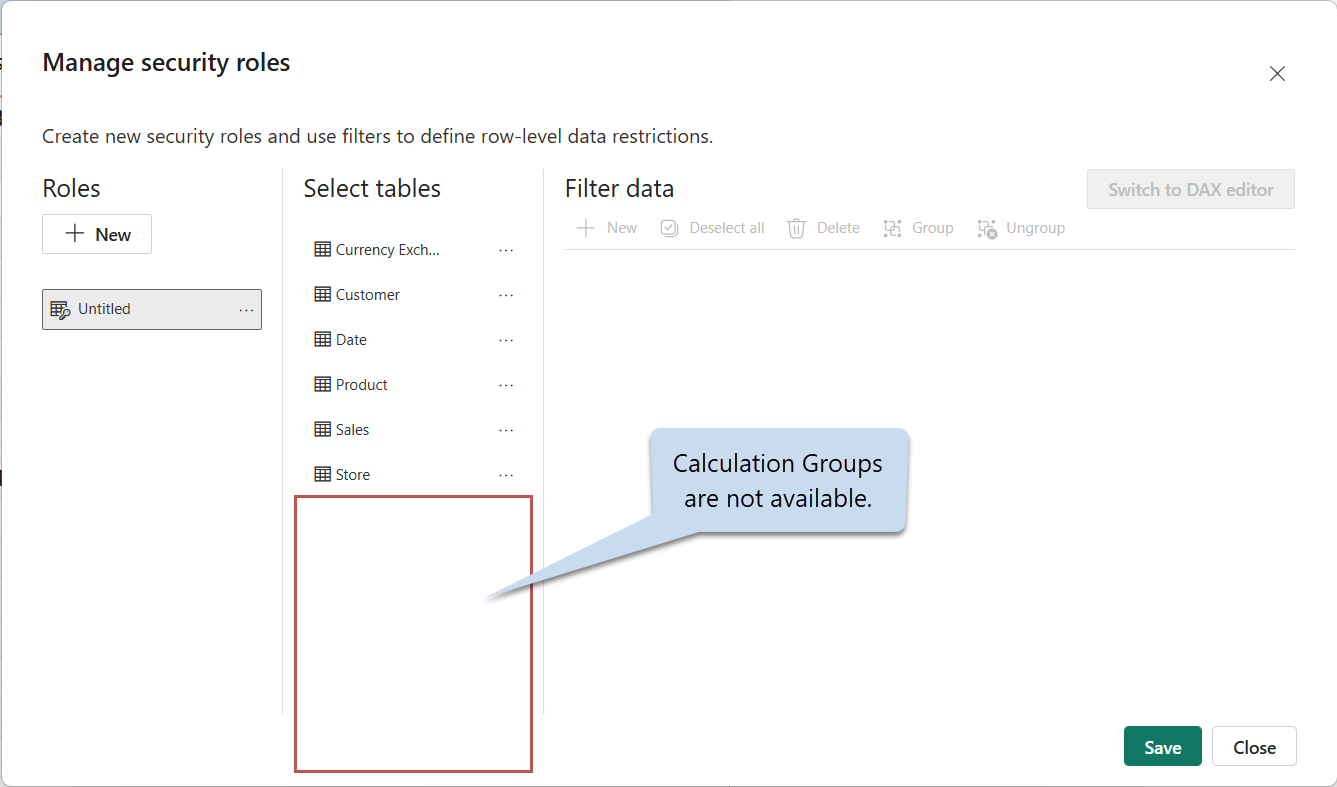 Manage security roles
Create new security roles and use filters to define row-level data restrictions.
Roles
New
Untitled
Select tables
Currency Exch...
Customer
Date
Product
Sales
Store
Filter data
Switch to DAX editor
New Deselect all Delete Group Ungroup
Calculation Groups
are not available.
Save Close